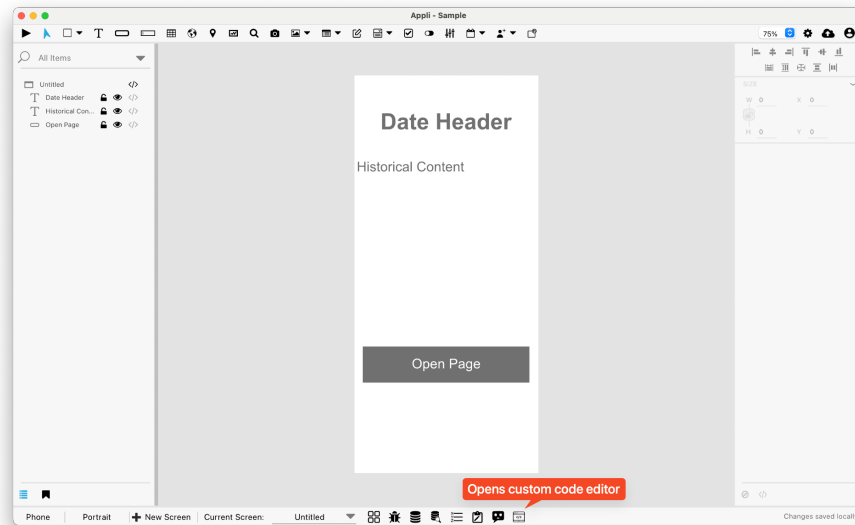 Appli - Sample
T
75%
All Items
Untitled </>
T Date Header </>
T Historical Con... </>
Open Page </>
Date Header
Historical Content
Open Page
SIZE
W 0 X 0
H 0 Y 0
</>
Opens custom code editor
Phone Portrait New Screen Current Screen: Untitled
Changes saved locall